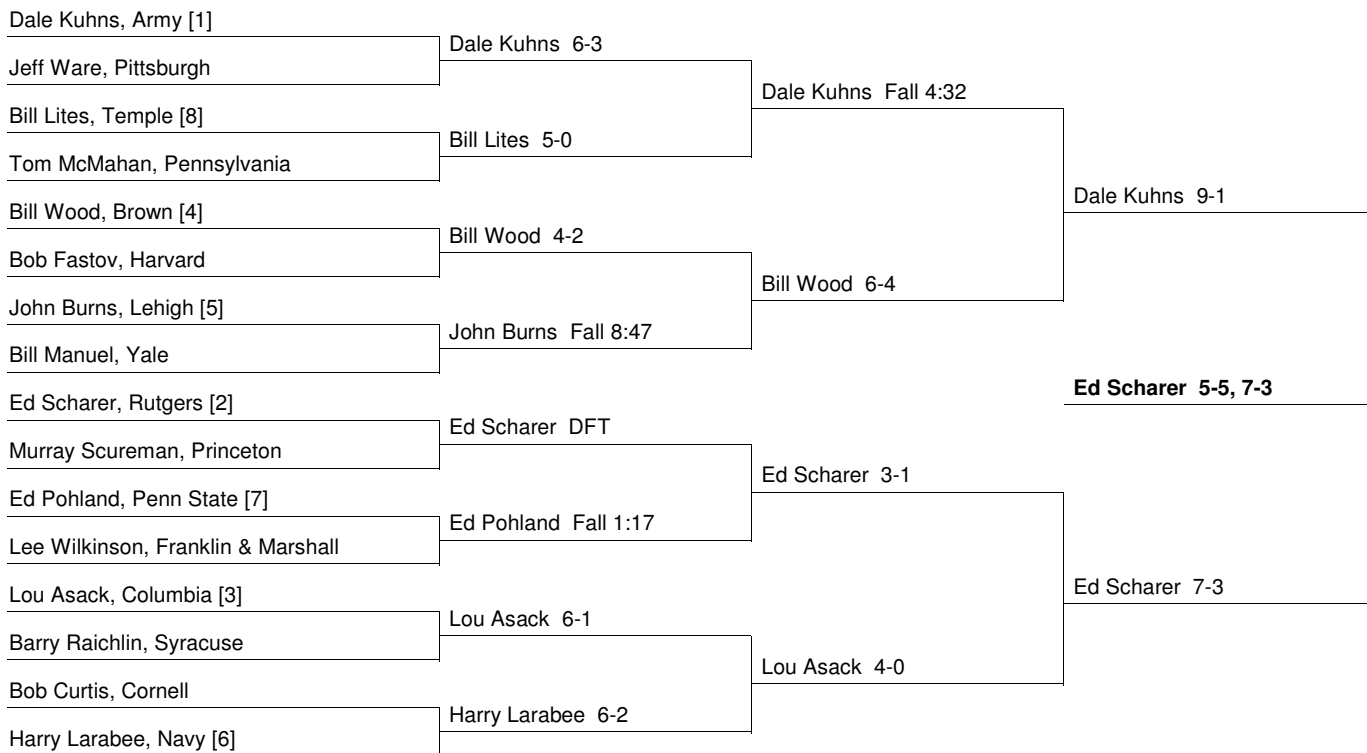 Dale Kuhns, Army [1]
Jeff Ware, Pittsburgh
Bill Lites, Temple [8]
Tom McMahan, Pennsylvania
Bill Wood, Brown [4]
Bob Fastov, Harvard
John Burns, Lehigh [5]
Bill Manuel, Yale
Ed Scharer, Rutgers [2]
Murray Scureman, Princeton
Ed Pohland, Penn State [7]
Lee Wilkinson, Franklin & Marshall
Lou Asack, Columbia [3]
Barry Raichlin, Syracuse
Bob Curtis, Cornell
Harry Larabee, Navy [6]
Dale Kuhns 6-3
Bill Lites 5-0
Bill Wood 4-2
John Burns Fall 8:47
Ed Scharer DFT
Ed Pohland Fall 1:17
Lou Asack 6-1
Harry Larabee 6-2
Dale Kuhns Fall 4:32
Bill Wood 6-4
Ed Scharer 3-1
Lou Asack 4-0
Dale Kuhns 9-1
Ed Scharer 5-5, 7-3
Ed Scharer 7-3